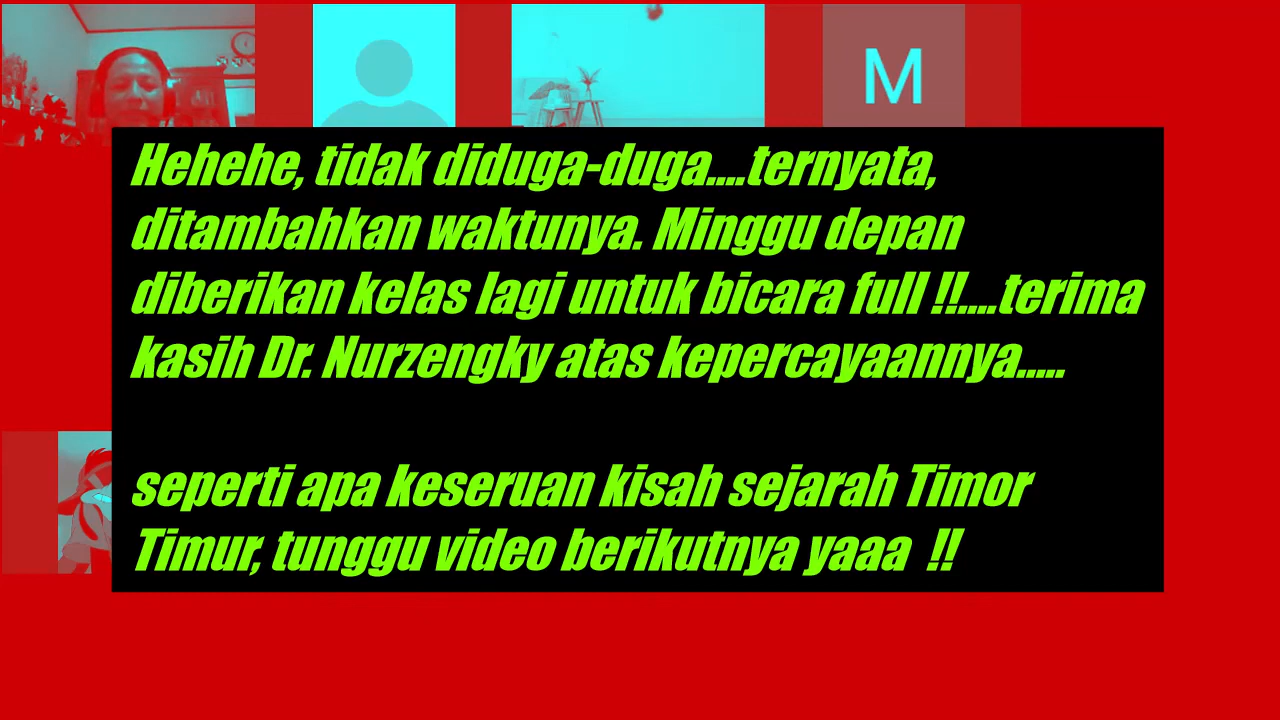 M
Hehehe, tidak diduga-duga....ternyata,
ditambahkan waktunya. Minggu depan
diberikan kelas lagi untuk bicara full !!....terima
kasih Dr. Nurzengky atas kepercayaannya.....
seperti apa keseruan kisah sejarah Timor
Timur, tunggu video berikutnya yaaa !!